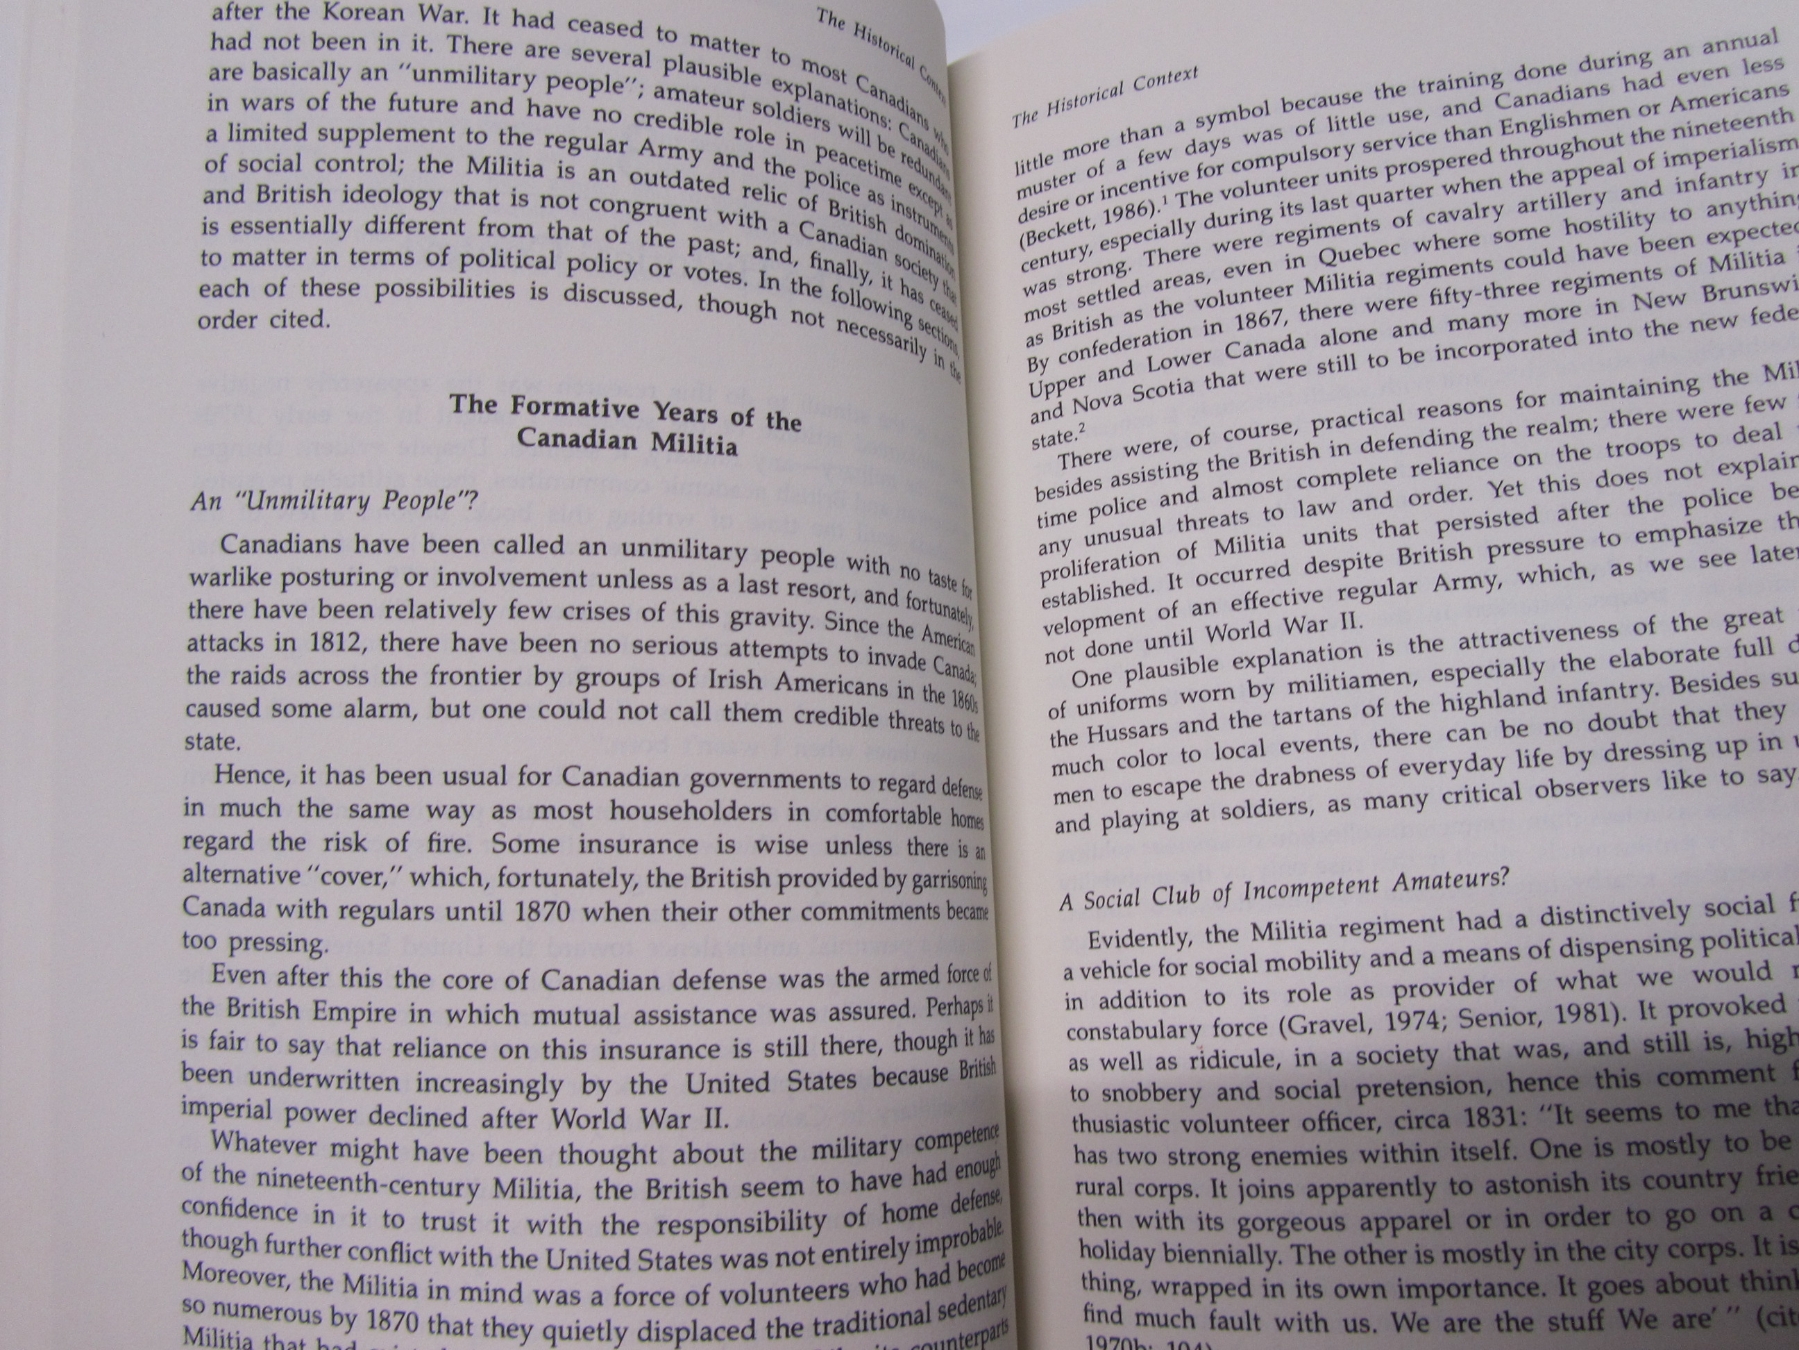 The Historical Context
after the Korean War. It had ceased to matter to most Canadians who
had not been in it. There are several plausible explanations: Canadians
are basically an "unmilitary people"; amateur soldiers will be redundant
in wars of the future and have no credible role in peacetime except as
a limited supplement to the regular Army and the police as instruments
of social control; the Militia is an outdated relic of British domination
and British ideology that is not congruent with a Canadian society that
is essentially different from that of the past; and, finally, it has ceased
to matter in terms of political policy or votes. In the following sections,
each of these possibilities is discussed, though not necessarily in the
order cited.
The Formative Years of the
Canadian Militia
An "Unmilitary People"?
Canadians have been called an unmilitary people with no taste for
warlike posturing or involvement unless as a last resort, and fortunately,
there have been relatively few crises of this gravity. Since the American
attacks in 1812, there have been no serious attempts to invade Canada;
the raids across the frontier by groups of Irish Americans in the 1860s
caused some alarm, but one could not call them credible threats to the
state.
Hence, it has been usual for Canadian governments to regard defense
in much the same way as most householders in comfortable homes
regard the risk of fire. Some insurance is wise unless there is an
alternative "cover," which, fortunately, the British provided by garrisoning
Canada with regulars until 1870 when their other commitments became
too pressing.
Even after this the core of Canadian defense was the armed force of
the British Empire in which mutual assistance was assured. Perhaps it
is fair to say that reliance on this insurance is still there, though it has
been underwritten increasingly by the United States because British
imperial power declined after World War II.
Whatever might have been thought about the military competence
of the nineteenth-century Militia, the British seem to have had enough
confidence in it to trust it with the responsibility of home defense,
though further conflict with the United States was not entirely improbable.
Moreover, the Militia in mind was a force of volunteers who had become
so numerous by 1870 that they quietly displaced the traditional sedentary
Militia that had counterparts
The Historical Context
little more than a symbol because the training done during an annual
muster of a few days was of little use, and Canadians had even less
desire or incentive for compulsory service than Englishmen or Americans
(Beckett, 1986).¹ The volunteer units prospered throughout the nineteenth
century, especially during its last quarter when the appeal of imperialism
was strong. There were regiments of cavalry artillery and infantry in
most settled areas, even in Quebec where some hostility to anything
as British as the volunteer Militia regiments could have been expected
By confederation in 1867, there were fifty-three regiments of Militia
Upper and Lower Canada alone and many more in New Brunswi
and Nova Scotia that were still to be incorporated into the new fede
state.²
There were, of course, practical reasons for maintaining the Mil
besides assisting the British in defending the realm; there were few
time police and almost complete reliance on the troops to deal
any unusual threats to law and order. Yet this does not explain
proliferation of Militia units that persisted after the police be
established. It occurred despite British pressure to emphasize th
velopment of an effective regular Army, which, as we see later
not done until World War II.
One plausible explanation is the attractiveness of the great
of uniforms worn by militiamen, especially the elaborate full d
the Hussars and the tartans of the highland infantry. Besides su
much color to local events, there can be no doubt that they
men to escape the drabness of everyday life by dressing up in u
and playing at soldiers, as many critical observers like to say
A Social Club of Incompetent Amateurs?
Evidently, the Militia regiment had a distinctively social f
a vehicle for social mobility and a means of dispensing political
in addition to its role as provider of what we would
constabulary force (Gravel, 1974; Senior, 1981). It provoked
as well as ridicule, in a society that was, and still is, high
to snobbery and social pretension, hence this comment f
thusiastic volunteer officer, circa 1831: "It seems to me tha
has two strong enemies within itself. One is mostly to be
rural corps. It joins apparently to astonish its country frie
then with its gorgeous apparel or in order to go on a c
holiday biennially. The other is mostly in the city corps. It is
thing, wrapped in its own importance. It goes about think
find much fault with us. We are the stuff We are' " (cit
1970b: 104)